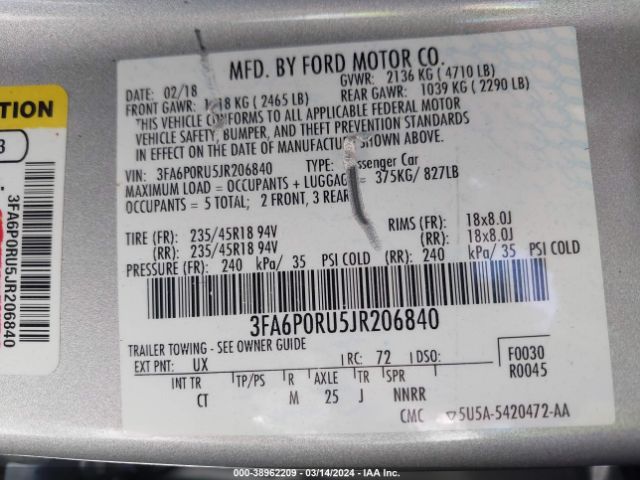 MFD. BY FORD MOTOR CO.
DATE: 02/18 GVWR: 2136 KG ( 4710 LB)
FRONT GAWR: 18 KG ( 2465 LB) REAR GAWR: 1039 KG ( 2290 LB)
THIS VEHICLE CONFORMS TO ALL APPLICABLE FEDERAL MOTOR
VEHICLE SAFETY, BUMPER, AND THEFT PREVENTION STANDARDS
IN EFFECT ON THE DATE OF MANUFACTURE SHOWN ABOVE.
VIN: 3FA6P0RU5JR206840 TYPE: Passenger Car
MAXIMUM LOAD = OCCUPANTS + LUGGAGE = 375KG/ 827LB
OCCUPANTS = 5 TOTAL; 2 FRONT, 3 REAR
TIRE (FR): 235/45R18 94V RIMS (FR): 18x8.0J
(RR): 235/45R18 94V (RR): 18x8.0J
PRESSURE (FR): 240 kPa/ 35 PSI COLD (RR): 240 kPa/ 35 PSI COLD
3FA6P0RU5JR206840
TRAILER TOWING - SEE OWNER GUIDE
EXT PNT: UX RC: 72 DSO: F0030
R0045
INT TR TP/PS R AXLE TR SPR
CT M 25 J NNRR
CMC 5U5A-5420472-AA
TION
3
3FA6P0RU5JR206840
000-38962209 - 03/14/2024 - IAA Inc.